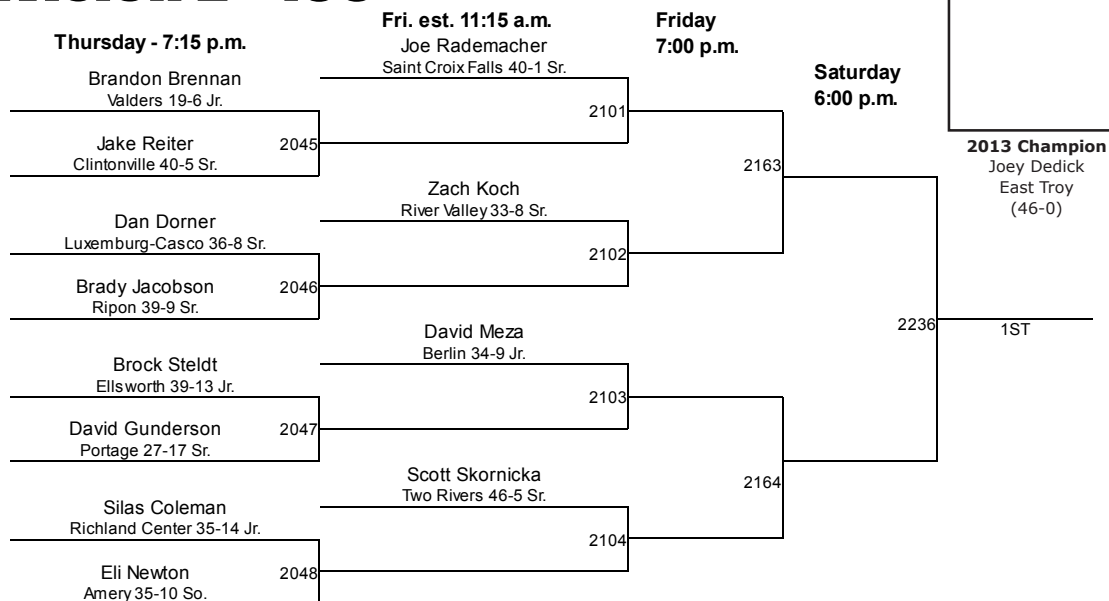 Thursday - 7:15 p.m.
Brandon Brennan
Valders 19-6 Jr.
Jake Reiter
Clintonville 40-5 Sr.
2045
Dan Dorner
Luxemburg-Casco 36-8 Sr.
Brady Jacobson
Ripon 39-9 Sr.
2046
Brock Steldt
Ellsworth 39-13 Jr.
David Gunderson
Portage 27-17 Sr.
2047
Silas Coleman
Richland Center 35-14 Jr.
Eli Newton
Amery 35-10 So.
2048
Fri. est. 11:15 a.m.
Joe Rademacher
Saint Croix Falls 40-1 Sr.
2101
Zach Koch
River Valley 33-8 Sr.
2102
David Meza
Berlin 34-9 Jr.
2103
Scott Skornicka
Two Rivers 46-5 Sr.
2104
Friday
7:00 p.m.
2163
2164
Saturday
6:00 p.m.
2236
1ST
2013 Champion
Joey Dedick
East Troy
(46-0)